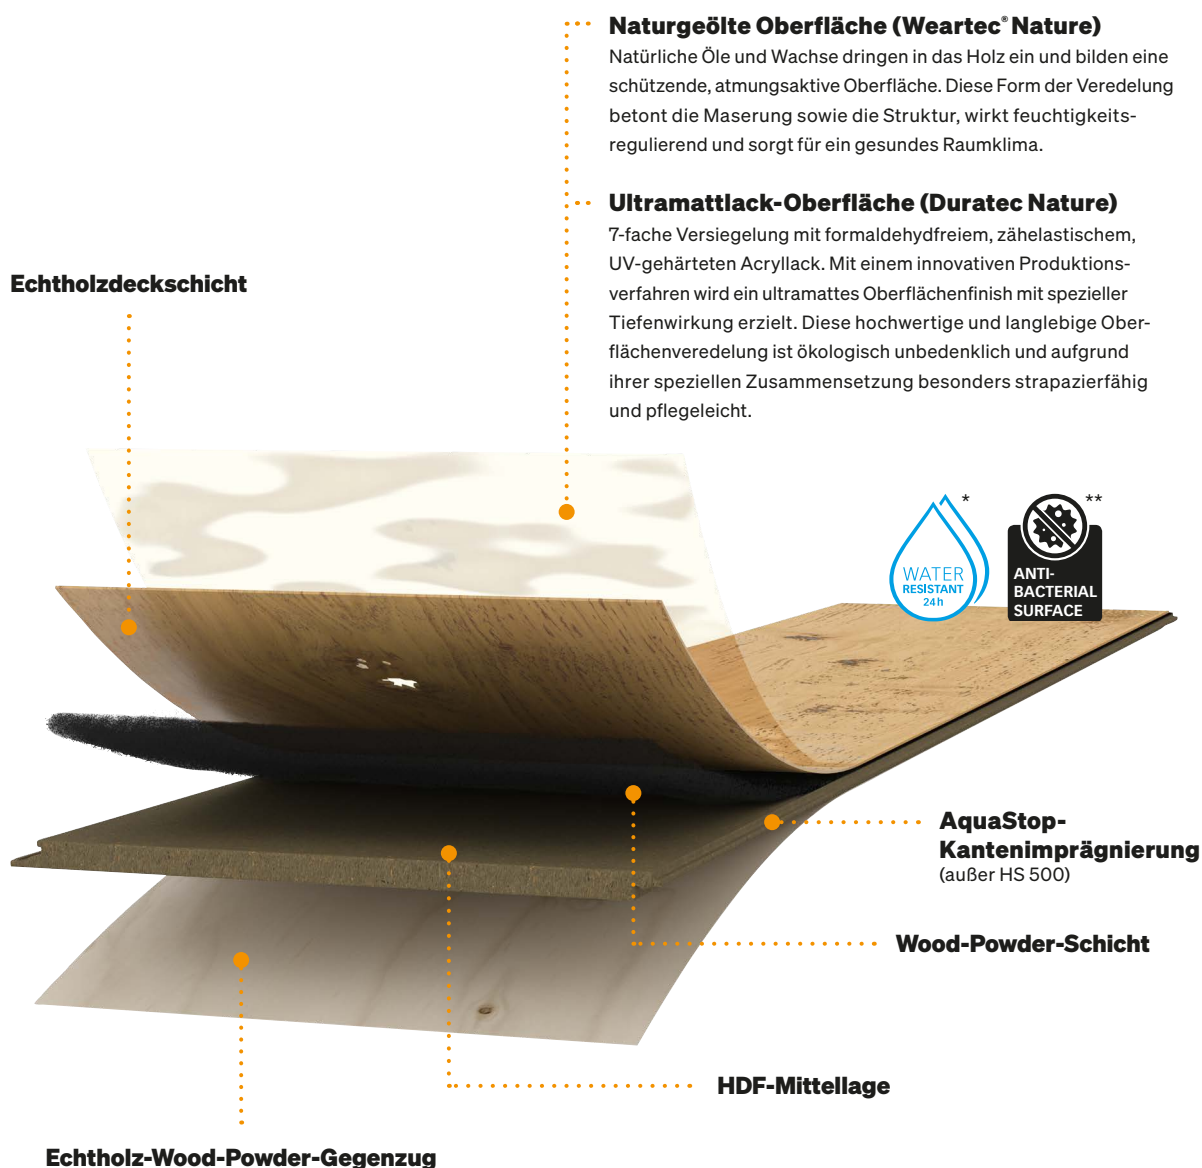 Naturgeölte Oberfläche (Weartec® Nature)
Natürliche Öle und Wachse dringen in das Holz ein und bilden eine
schützende, atmungsaktive Oberfläche. Diese Form der Veredelung
betont die Maserung sowie die Struktur, wirkt feuchtigkeits-
regulierend und sorgt für ein gesundes Raumklima.
Ultramattlack-Oberfläche (Duratec Nature)
7-fache Versiegelung mit formaldehydfreiem, zähelastischem,
UV-gehärteten Acryllack. Mit einem innovativen Produktions-
verfahren wird ein ultramattes Oberflächenfinish mit spezieller
Tiefenwirkung erzielt. Diese hochwertige und langlebige Ober-
flächenveredelung ist ökologisch unbedenklich und aufgrund
ihrer speziellen Zusammensetzung besonders strapazierfähig
und pflegeleicht.
Echtholzdeckschicht
*
WATER
RESISTANT
24h
**
ANTI-
BACTERIAL
SURFACE
AquaStop-
Kantenimprägnierung
(außer HS 500)
Wood-Powder-Schicht
HDF-Mittellage
Echtholz-Wood-Powder-Gegenzug